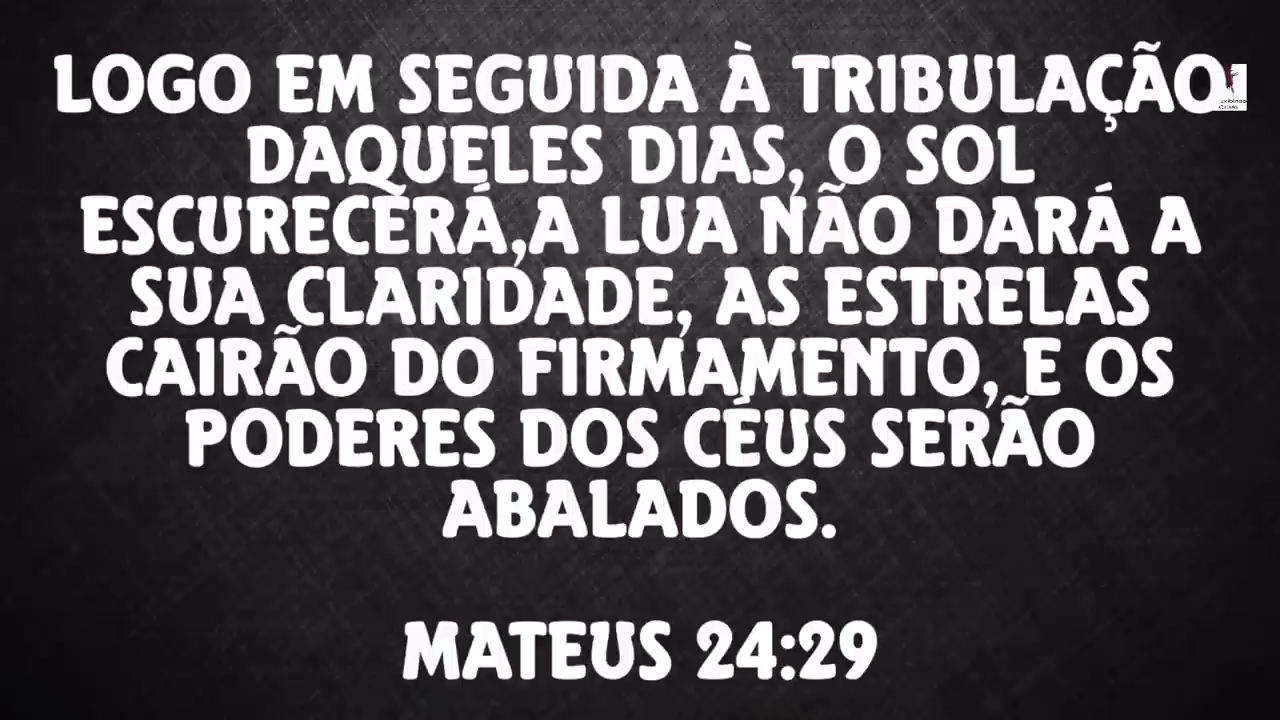 LOGO EM SEGUIDA À TRIBULAÇÃO
DAQUELES DIAS, O SOL
ESCURECERÁ,A LUA NÃO DARÁ A
SUA CLARIDADE, AS ESTRELAS
CAIRÃO DO FIRMAMENTO, E OS
PODERES DOS CÉUS SERÃO
ABALADOS.
MATEUS 24:29